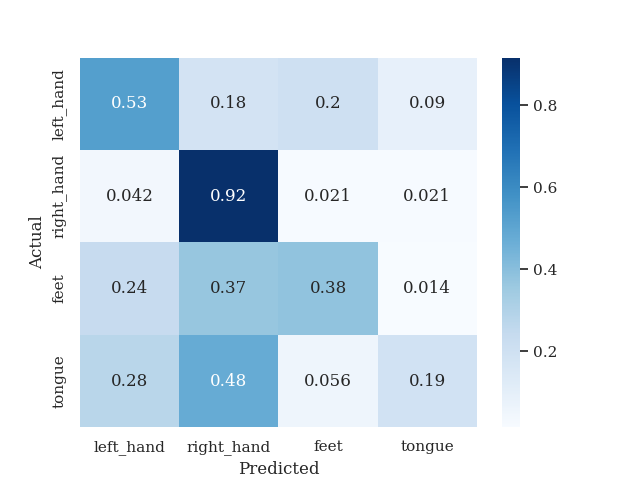 Actual
left_hand
0.53 0.18 0.2 0.09
right_hand
0.042 0.92 0.021 0.021
feet
0.24 0.37 0.38 0.014
tongue
0.28 0.48 0.056 0.19
left_hand right_hand feet tongue
Predicted
0.8
0.6
0.4
0.2